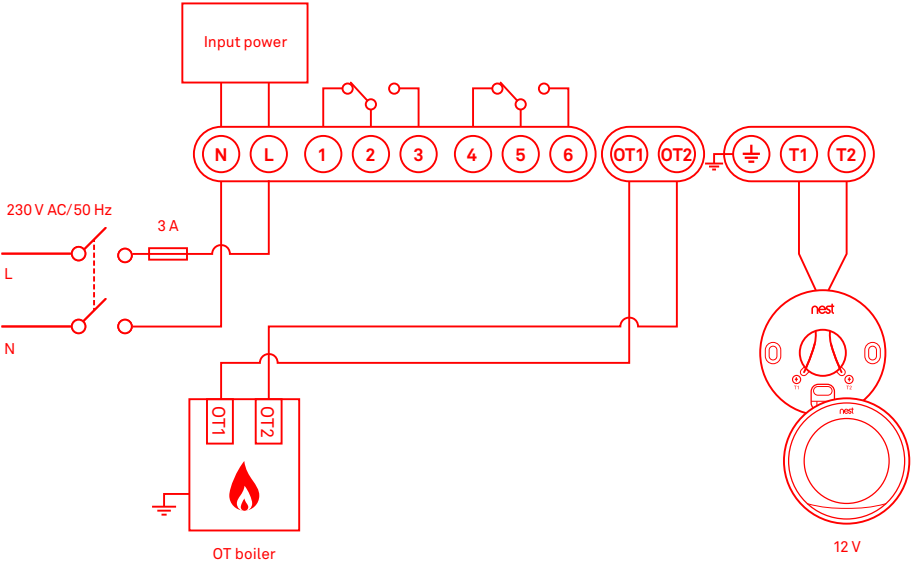 Input power
N L 1 2 3 4 5 6 OT1 OT2 T1 T2
230 V AC/50 Hz
3 A
L
N
nest
T1 T2
nest
OT1 OT2
OT boiler
12 V